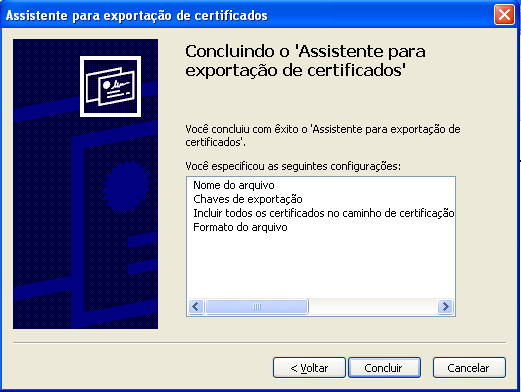 Assistente para exportação de certificados
Concluindo o 'Assistente para
exportação de certificados'
Você concluiu com êxito o 'Assistente para exportação de
certificados'.
Você especificou as seguintes configurações:
Nome do arquivo
Chaves de exportação
Incluir todos os certificados no caminho de certificação
Formato do arquivo
< Voltar
Concluir
Cancelar